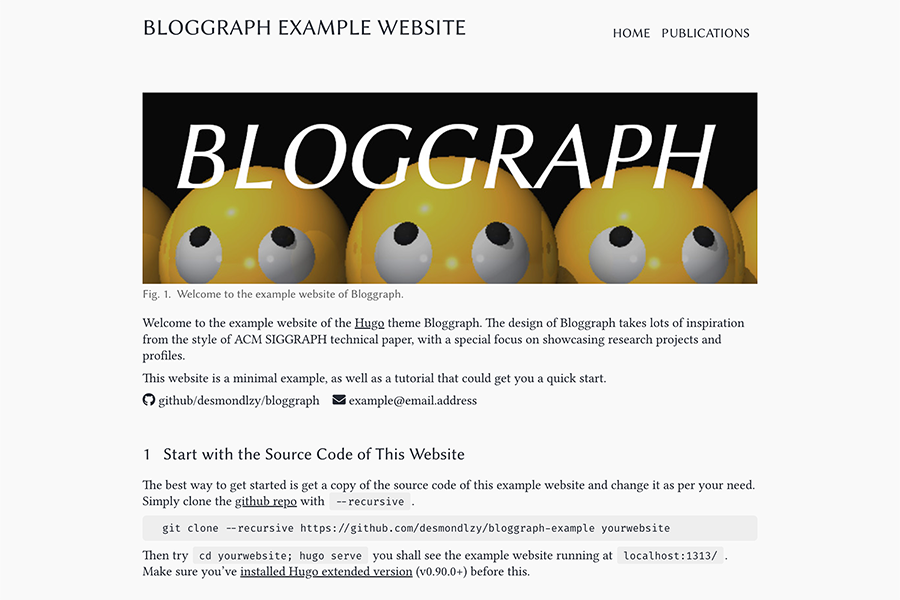 BLOGGRAPH EXAMPLE WEBSITE
HOME PUBLICATIONS
BLOGGRAPH
Fig. 1. Welcome to the example website of Bloggraph.
Welcome to the example website of the Hugo theme Bloggraph. The design of Bloggraph takes lots of inspiration
from the style of ACM SIGGRAPH technical paper, with a special focus on showcasing research projects and
profiles.
This website is a minimal example, as well as a tutorial that could get you a quick start.
github/desmondlzy/bloggraph example@email.address
1 Start with the Source Code of This Website
The best way to get started is get a copy of the source code of this example website and change it as per your need.
Simply clone the github repo with --recursive .
git clone --recursive https://github.com/desmondlzy/bloggraph-example yourwebsite
Then try cd yourwebsite; hugo serve you shall see the example website running at localhost:1313/ .
Make sure you've installed Hugo extended version (v0.90.0+) before this.